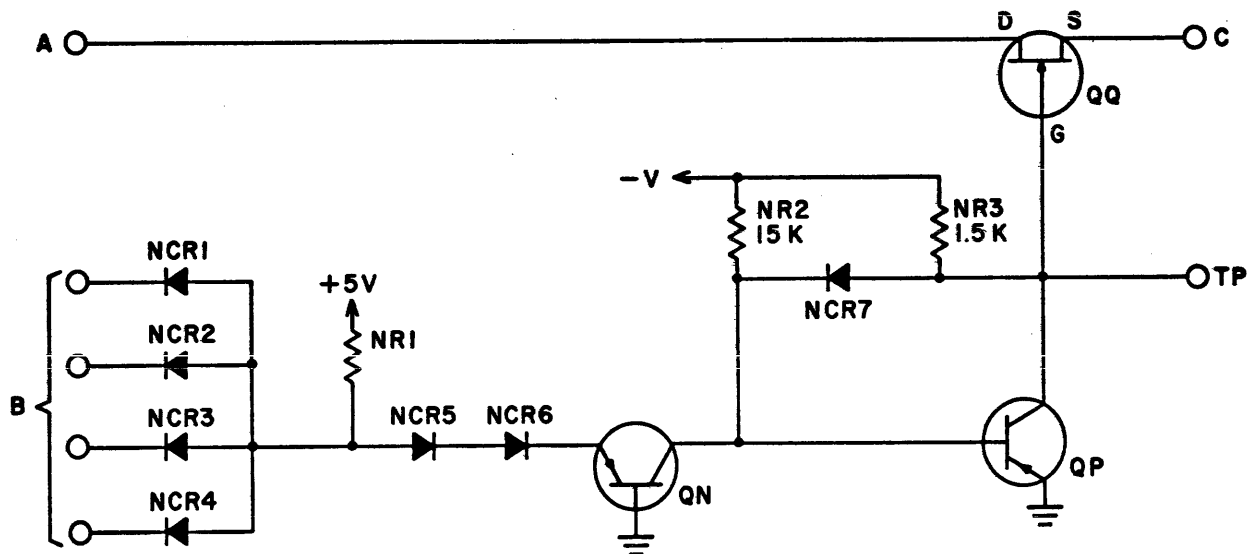 D S
A C
QQ
G
-V
NR2
15K
NR3
1.5K
NCR1
+5V
TP
NCR7
NCR2
NR1
B
NCR3
NCR5 NCR6
QP
QN
NCR4